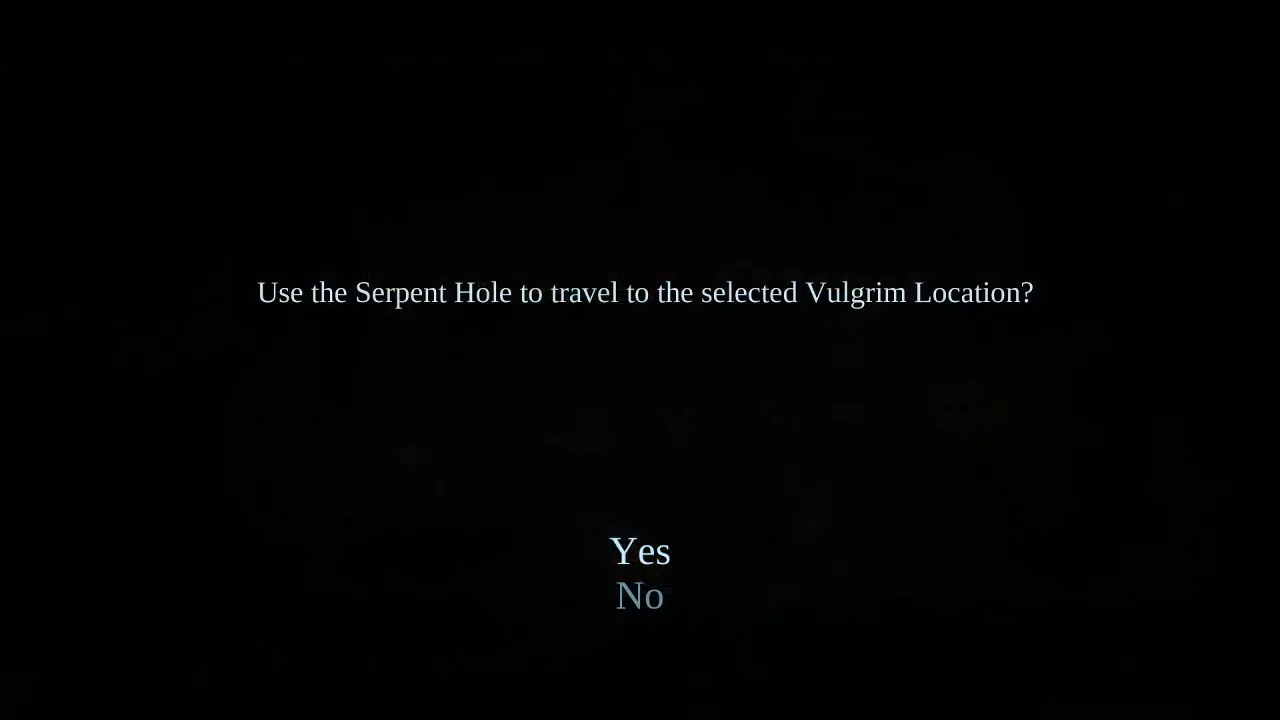 Use the Serpent Hole to travel to the selected Vulgrim Location?
Yes
No